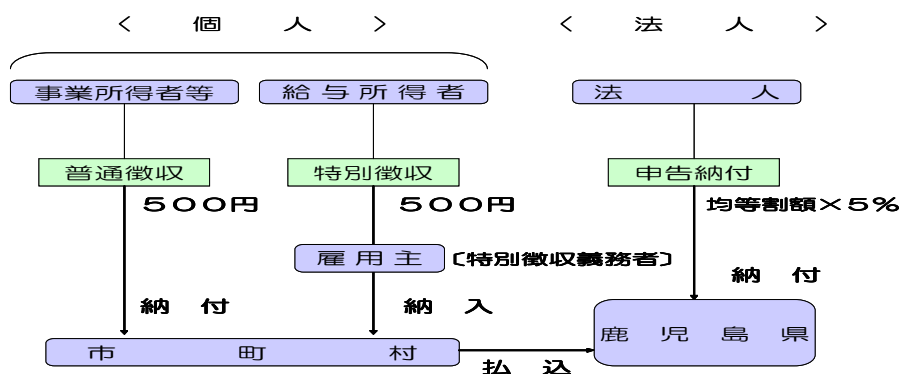 ＜個人＞ ＜法人＞
事業所得者等 給与所得者 法人
普通徴収 特別徴収 申告納付
５００円 ５００円 均等割額×５％
雇用主 〔特別徴収義務者〕
納付 納入 納付
市町村 払込 鹿児島県